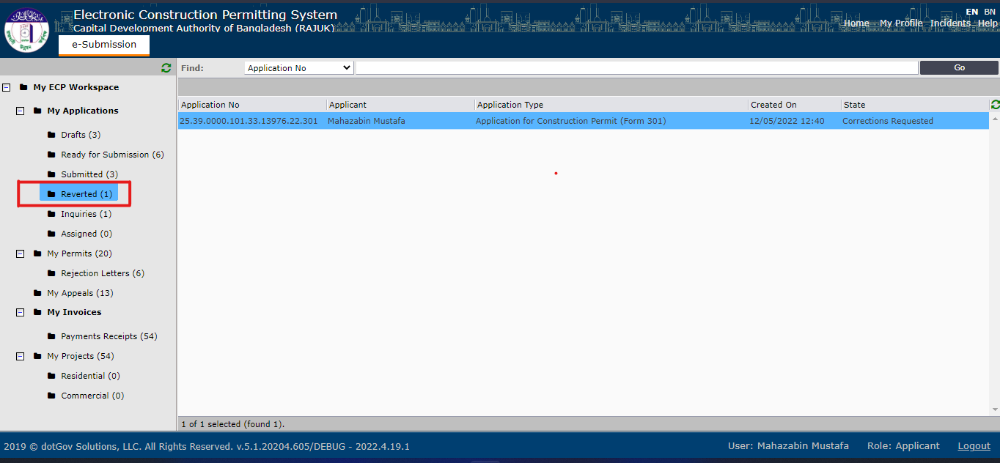 Electronic Construction Permitting System
Capital Development Authority of Bangladesh (RAJUK)
EN BN
Home My Profile Incidents Help
e-Submission
Find: Application No Go
My ECP Workspace
My Applications
Drafts (3)
Ready for Submission (6)
Submitted (3)
Reverted (1)
Inquiries (1)
Assigned (0)
My Permits (20)
Rejection Letters (6)
My Appeals (13)
My Invoices
Payments Receipts (54)
My Projects (54)
Residential (0)
Commercial (0)
Application No Applicant Application Type Created On State
25.39.0000.101.33.13976.22.301 Mahazabin Mustafa Application for Construction Permit (Form 301) 12/05/2022 12:40 Corrections Requested
1 of 1 selected (found 1).
2019 © dotGov Solutions, LLC. All Rights Reserved. v.5.1.20204.605/DEBUG - 2022.4.19.1
User: Mahazabin Mustafa Role: Applicant Logout